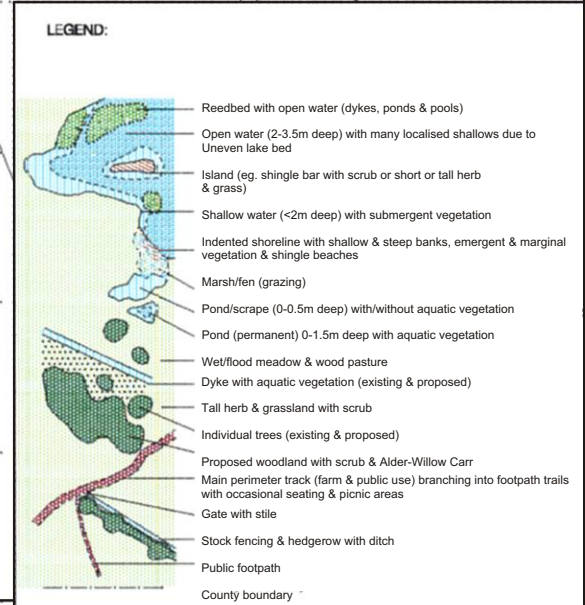 LEGEND:
Reedbed with open water (dykes, ponds & pools)
Open water (2-3.5m deep) with many localised shallows due to
Uneven lake bed
Island (eg. shingle bar with scrub or short or tall herb
& grass)
Shallow water (<2m deep) with submergent vegetation
Indented shoreline with shallow & steep banks, emergent & marginal
vegetation & shingle beaches
Marsh/fen (grazing)
Pond/scrape (0-0.5m deep) with/without aquatic vegetation
Pond (permanent) 0-1.5m deep with aquatic vegetation
Wet/flood meadow & wood pasture
Dyke with aquatic vegetation (existing & proposed)
Tall herb & grassland with scrub
Individual trees (existing & proposed)
Proposed woodland with scrub & Alder-Willow Carr
Main perimeter track (farm & public use) branching into footpath trails
with occasional seating & picnic areas
Gate with stile
Stock fencing & hedgerow with ditch
Public footpath
County boundary